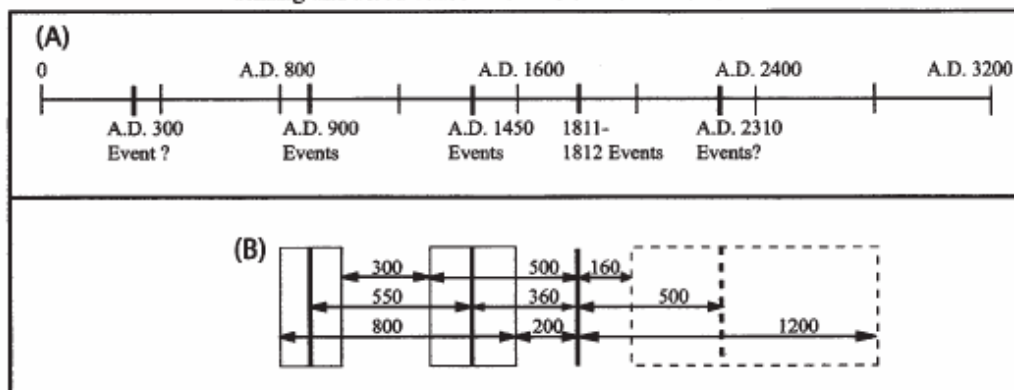 (A)
0 A.D. 800 A.D. 1600 A.D. 2400 A.D. 3200
A.D. 300 A.D. 900 A.D. 1450 1811- A.D. 2310
Event ? Events Events 1812 Events Events?
(B)
300 500 160
550 360 500
800 200 1200